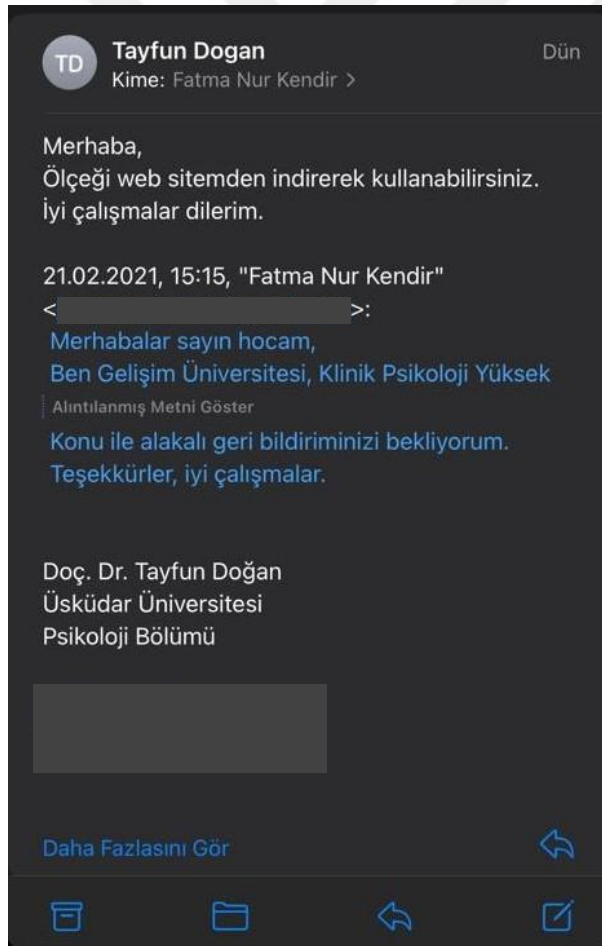 TD
Tayfun Dogan
Dün
Kime: Fatma Nur Kendir >
Merhaba,
Ölçeği web sitemden indirerek kullanabilirsiniz.
İyi çalışmalar dilerim.
21.02.2021, 15:15, "Fatma Nur Kendir"
< >:
Merhabalar sayın hocam,
Ben Gelişim Üniversitesi, Klinik Psikoloji Yüksek
Alıntılanmış Metni Göster
Konu ile alakalı geri bildiriminizi bekliyorum.
Teşekkürler, iyi çalışmalar.
Doç. Dr. Tayfun Doğan
Üsküdar Üniversitesi
Psikoloji Bölümü
Daha Fazlasını Gör